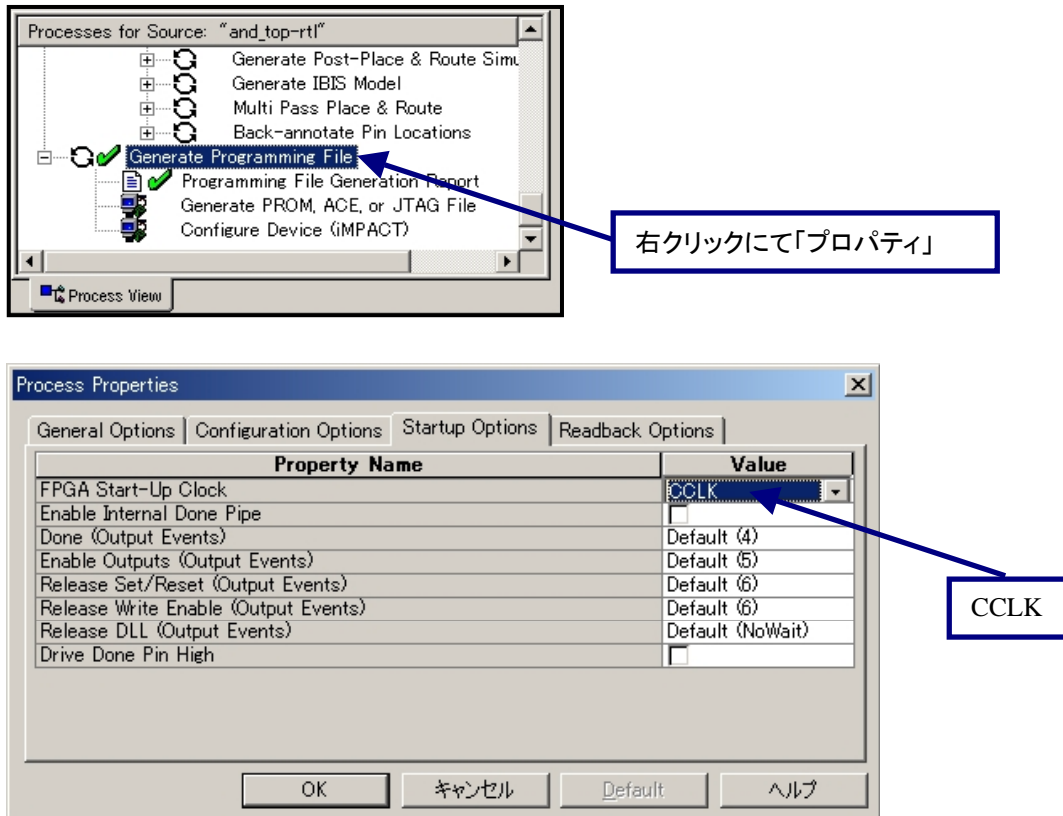 Processes for Source: "and_top-rtl"
Generate Post-Place & Route Simu
Generate IBIS Model
Multi Pass Place & Route
Back-annotate Pin Locations
Generate Programming File
Programming File Generation Report
Generate PROM, ACE, or JTAG File
Configure Device (iMPACT)
Process View
右クリックにて「プロパティ」
Process Properties
General Options Configuration Options Startup Options Readback Options
Property Name Value
FPGA Start-Up Clock CCLK
Enable Internal Done Pipe
Done (Output Events) Default (4)
Enable Outputs (Output Events) Default (5)
Release Set/Reset (Output Events) Default (6)
Release Write Enable (Output Events) Default (6)
Release DLL (Output Events) Default (NoWait)
Drive Done Pin High
CCLK
OK キャンセル Default ヘルプ